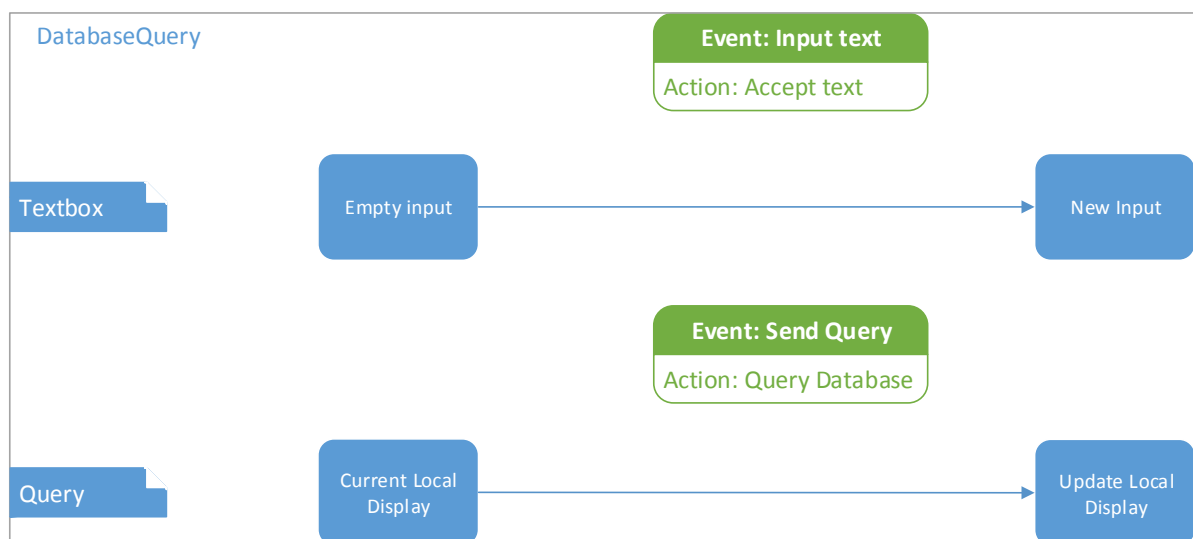 DatabaseQuery
Event: Input text
Action: Accept text
Textbox
Empty input
New Input
Event: Send Query
Action: Query Database
Query
Current Local
Display
Update Local
Display